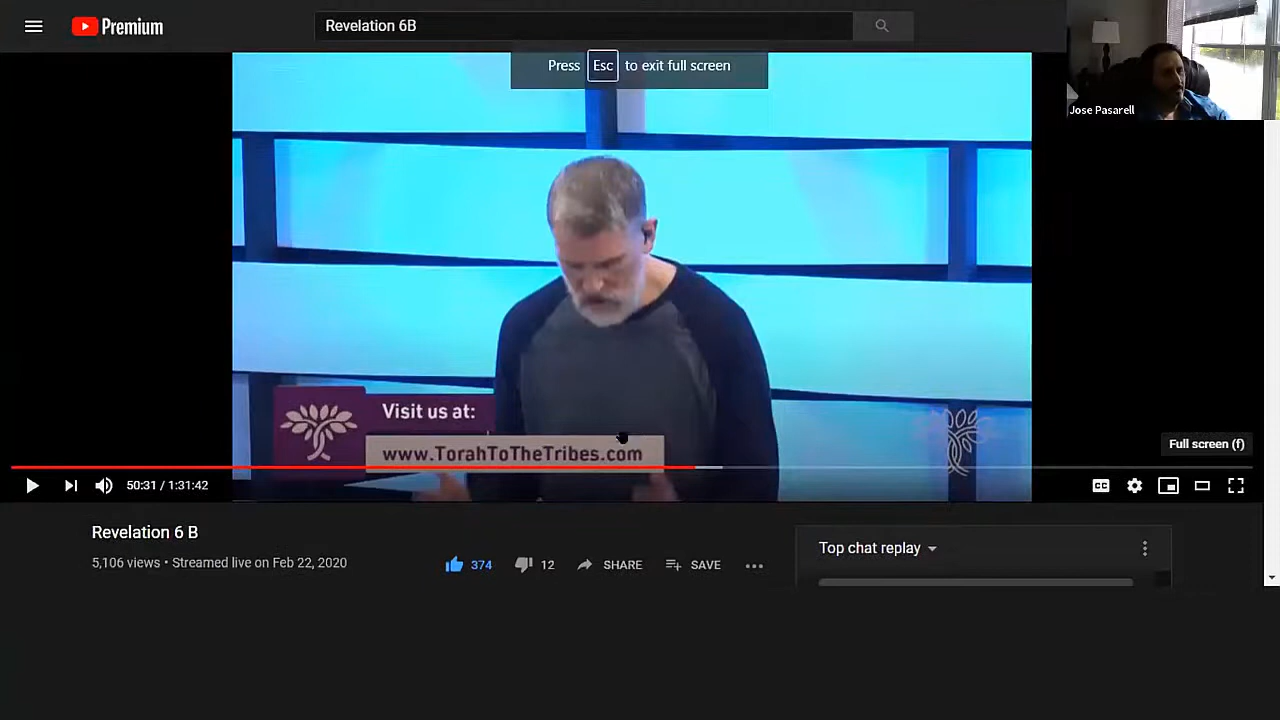 Premium
Revelation 6B
Press Esc to exit full screen
Jose Pasarell
Visit us at:
www.TorahToTheTribes.com
Full screen (f)
50:31 / 1:31:42
CC
Revelation 6 B
5,106 views • Streamed live on Feb 22, 2020
374
12
SHARE
SAVE
Top chat replay